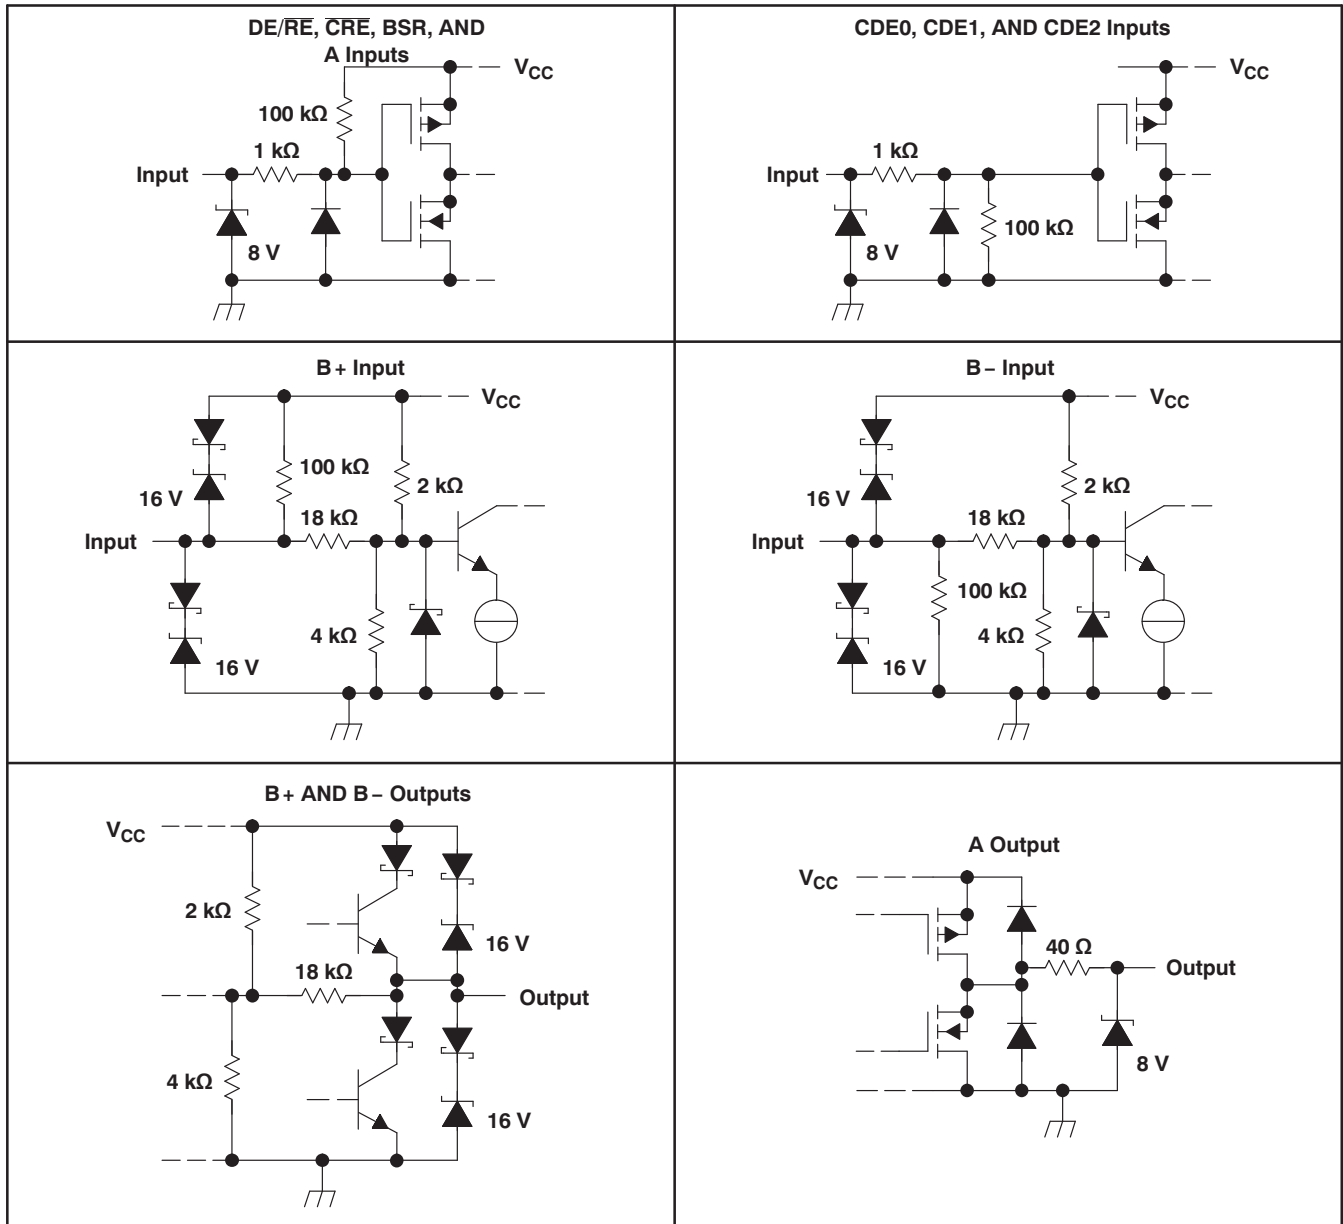 DE/R̅E̅, C̅R̅E̅, BSR, AND
A Inputs
VCC
100 kΩ
1 kΩ
Input
8 V
CDE0, CDE1, AND CDE2 Inputs
VCC
1 kΩ
Input
100 kΩ
8 V
B+ Input
VCC
100 kΩ
2 kΩ
16 V
18 kΩ
Input
4 kΩ
16 V
B– Input
VCC
2 kΩ
16 V
18 kΩ
Input
100 kΩ
4 kΩ
16 V
B+ AND B– Outputs
VCC
2 kΩ
16 V
18 kΩ
Output
4 kΩ
16 V
A Output
VCC
40 Ω
Output
8 V